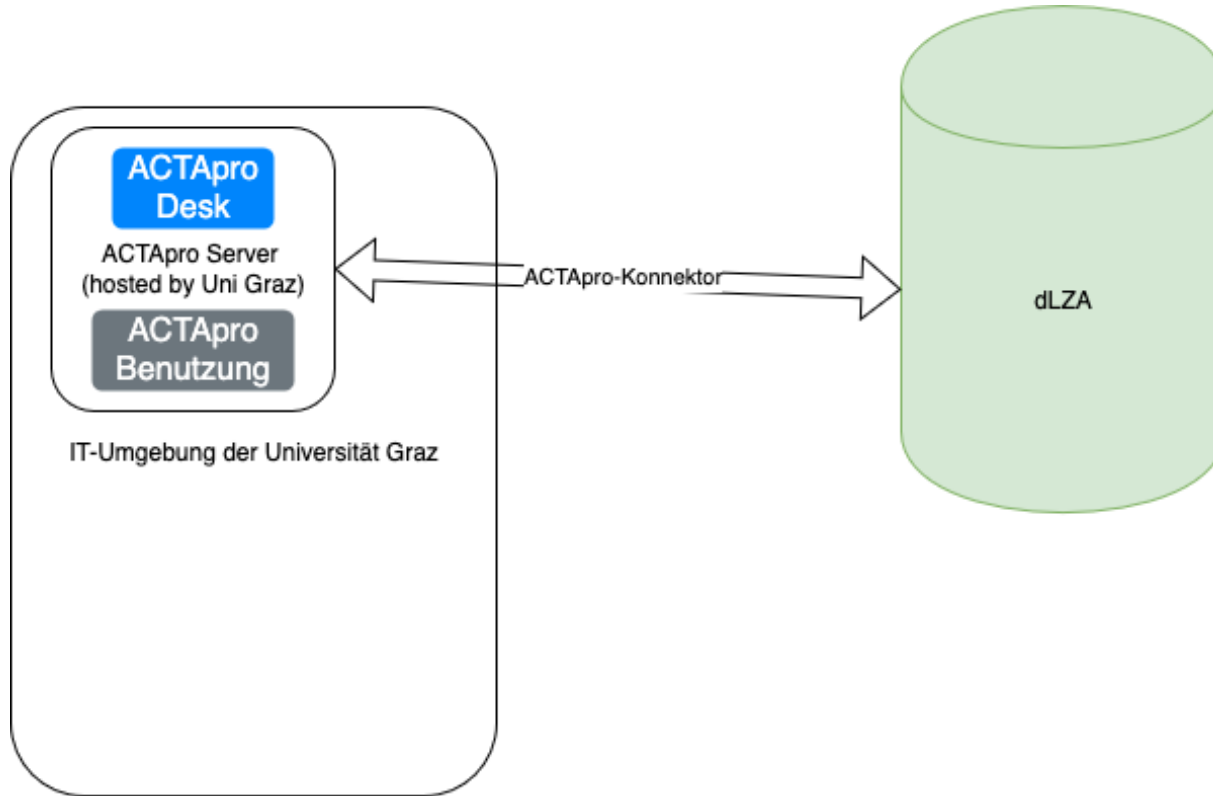 ACTApro
Desk
ACTApro Server
(hosted by Uni Graz)
ACTApro
Benutzung
IT-Umgebung der Universität Graz
ACTApro-Konnektor
dLZA